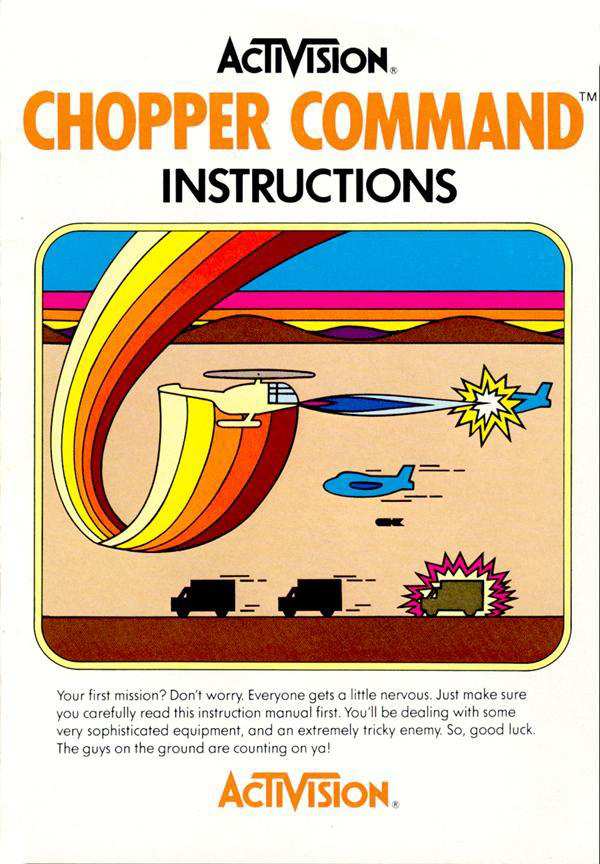 ACTIVISION®
CHOPPER COMMAND™
INSTRUCTIONS
Your first mission? Don't worry. Everyone gets a little nervous. Just make sure
you carefully read this instruction manual first. You'll be dealing with some
very sophisticated equipment, and an extremely tricky enemy. So, good luck.
The guys on the ground are counting on ya!
ACTIVISION®